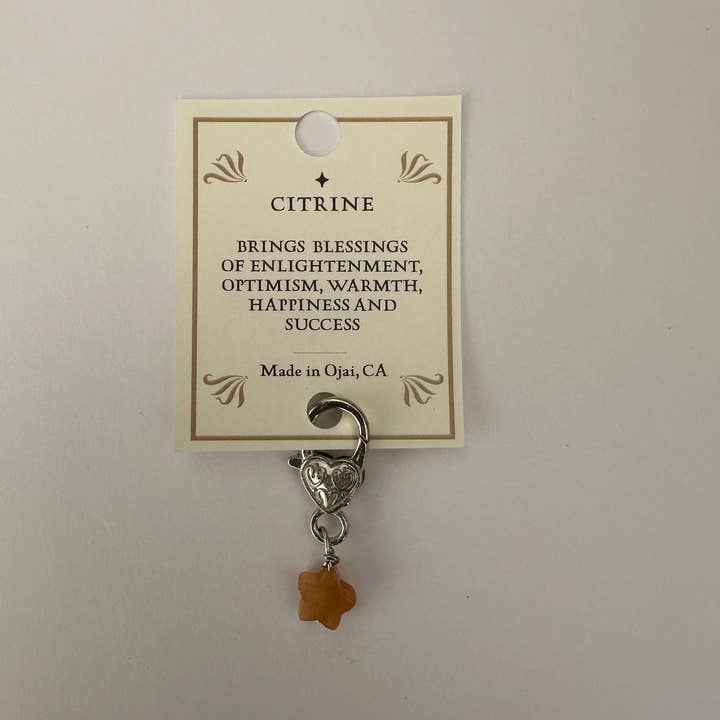 CITRINE
BRINGS BLESSINGS
OF ENLIGHTENMENT,
OPTIMISM, WARMTH,
HAPPINESS AND
SUCCESS
Made in Ojai, CA